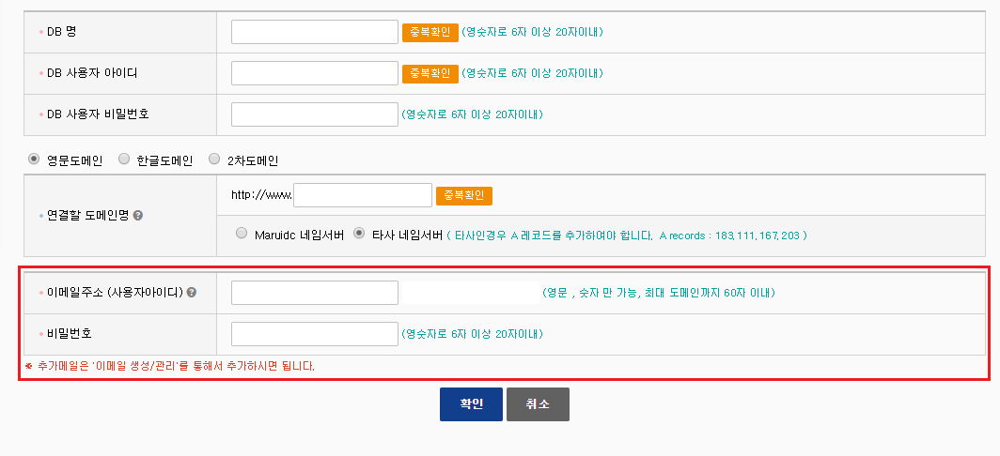 DB 명 중복확인 (영숫자로 6자 이상 20자이내)
DB 사용자 아이디 중복확인 (영숫자로 6자 이상 20자이내)
DB 사용자 비밀번호 (영숫자로 6자 이상 20자이내)
영문도메인 한글도메인 2차도메인
연결할 도메인명 ? http://www. 중복확인
Maruidc 네임서버 타사 네임서버 ( 타사인경우 A 레코드를 추가하여야 합니다. A records : 183.111.167.203 )
이메일주소 (사용자아이디) ? (영문 , 숫자 만 가능, 최대 도메인까지 60자 이내)
비밀번호 (영숫자로 6자 이상 20자이내)
* 추가메일은 '이메일 생성/관리'를 통해서 추가하시면 됩니다.
확인 취소